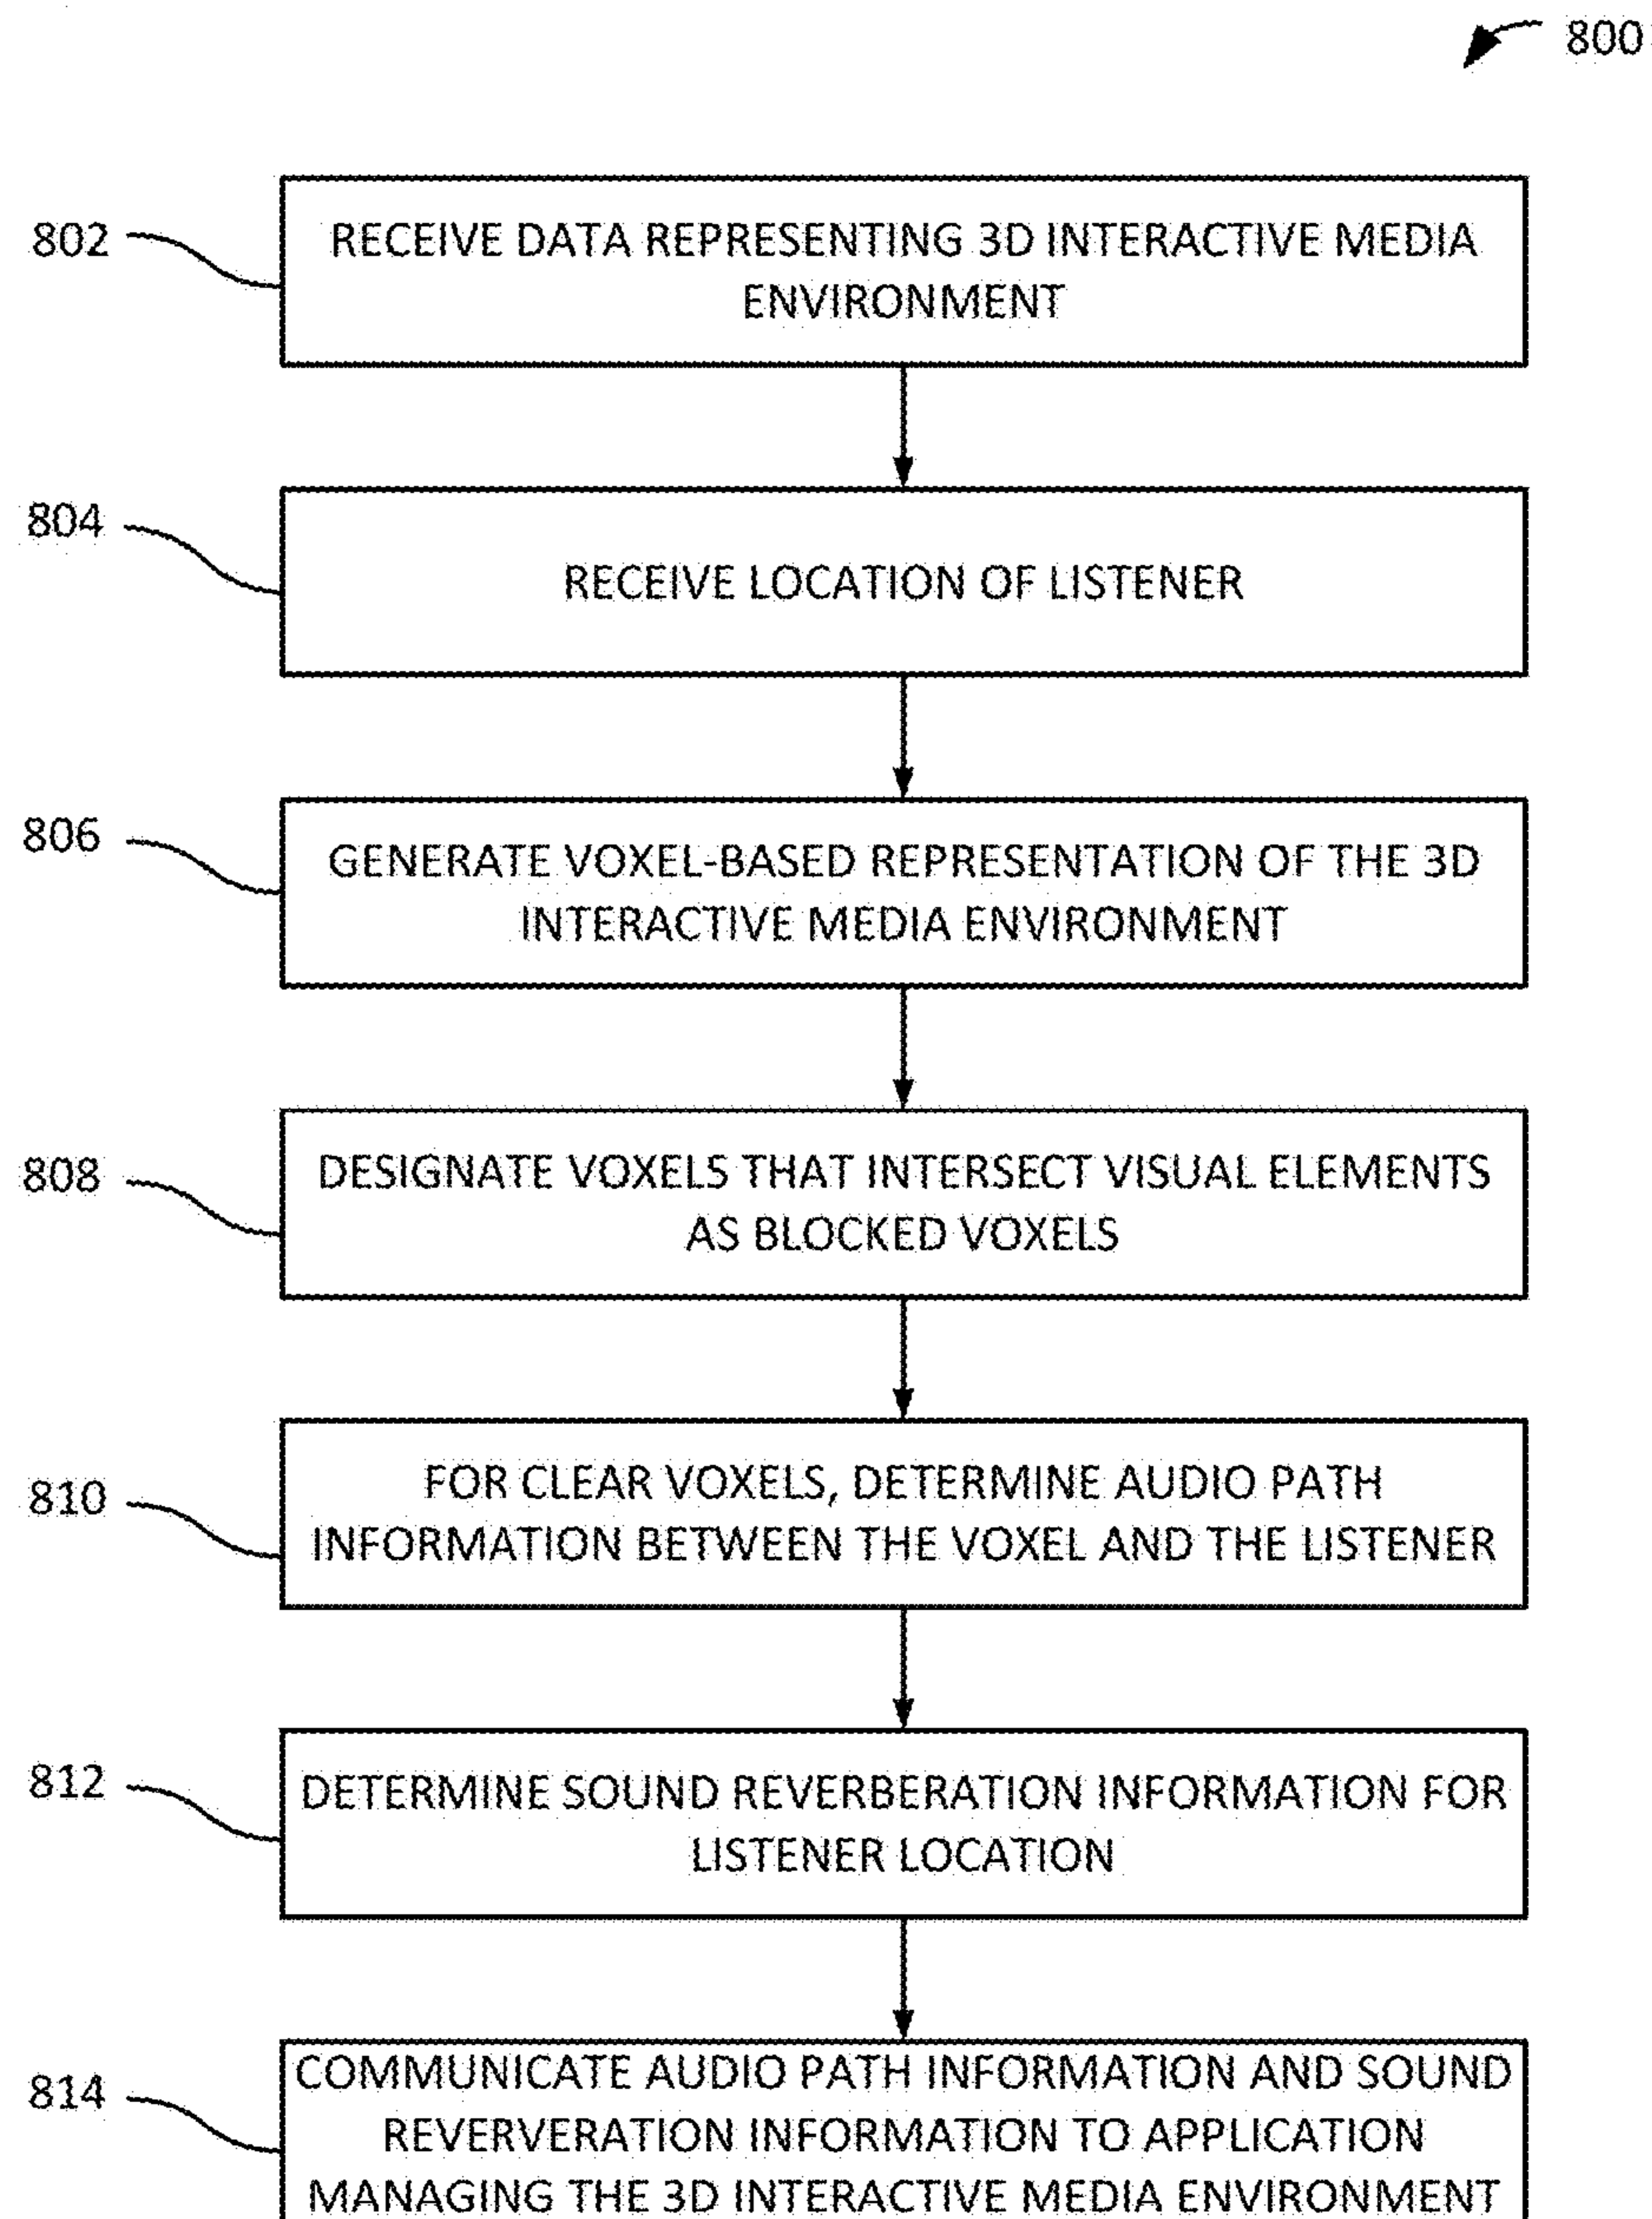 800
802
RECEIVE DATA REPRESENTING 3D INTERACTIVE MEDIA
ENVIRONMENT
804
RECEIVE LOCATION OF LISTENER
806
GENERATE VOXEL-BASED REPRESENTATION OF THE 3D
INTERACTIVE MEDIA ENVIRONMENT
808
DESIGNATE VOXELS THAT INTERSECT VISUAL ELEMENTS
AS BLOCKED VOXELS
810
FOR CLEAR VOXELS, DETERMINE AUDIO PATH
INFORMATION BETWEEN THE VOXEL AND THE LISTENER
812
DETERMINE SOUND REVERBERATION INFORMATION FOR
LISTENER LOCATION
814
COMMUNICATE AUDIO PATH INFORMATION AND SOUND
REVERVERATION INFORMATION TO APPLICATION
MANAGING THE 3D INTERACTIVE MEDIA ENVIRONMENT